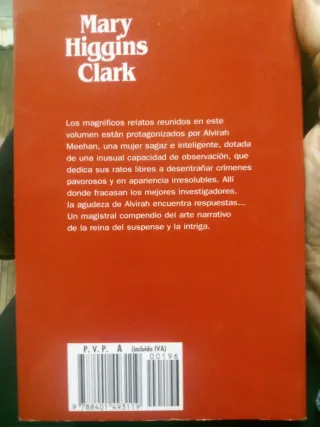 Mary
Higgins
Clark
Los magníficos relatos reunidos en este
volumen están protagonizados por Alvirah
Meehan, una mujer sagaz e inteligente, dotada
de una inusual capacidad de observación, que
dedica sus ratos libres a desentrañar crímenes
pavorosos y en apariencia irresolubles. Allí
donde fracasan los mejores investigadores,
la agudeza de Alvirah encuentra respuestas...
Un magistral compendio del arte narrativo
de la reina del suspense y la intriga.
P. V. P. A (incluido IVA)
00196
9 788401 493119